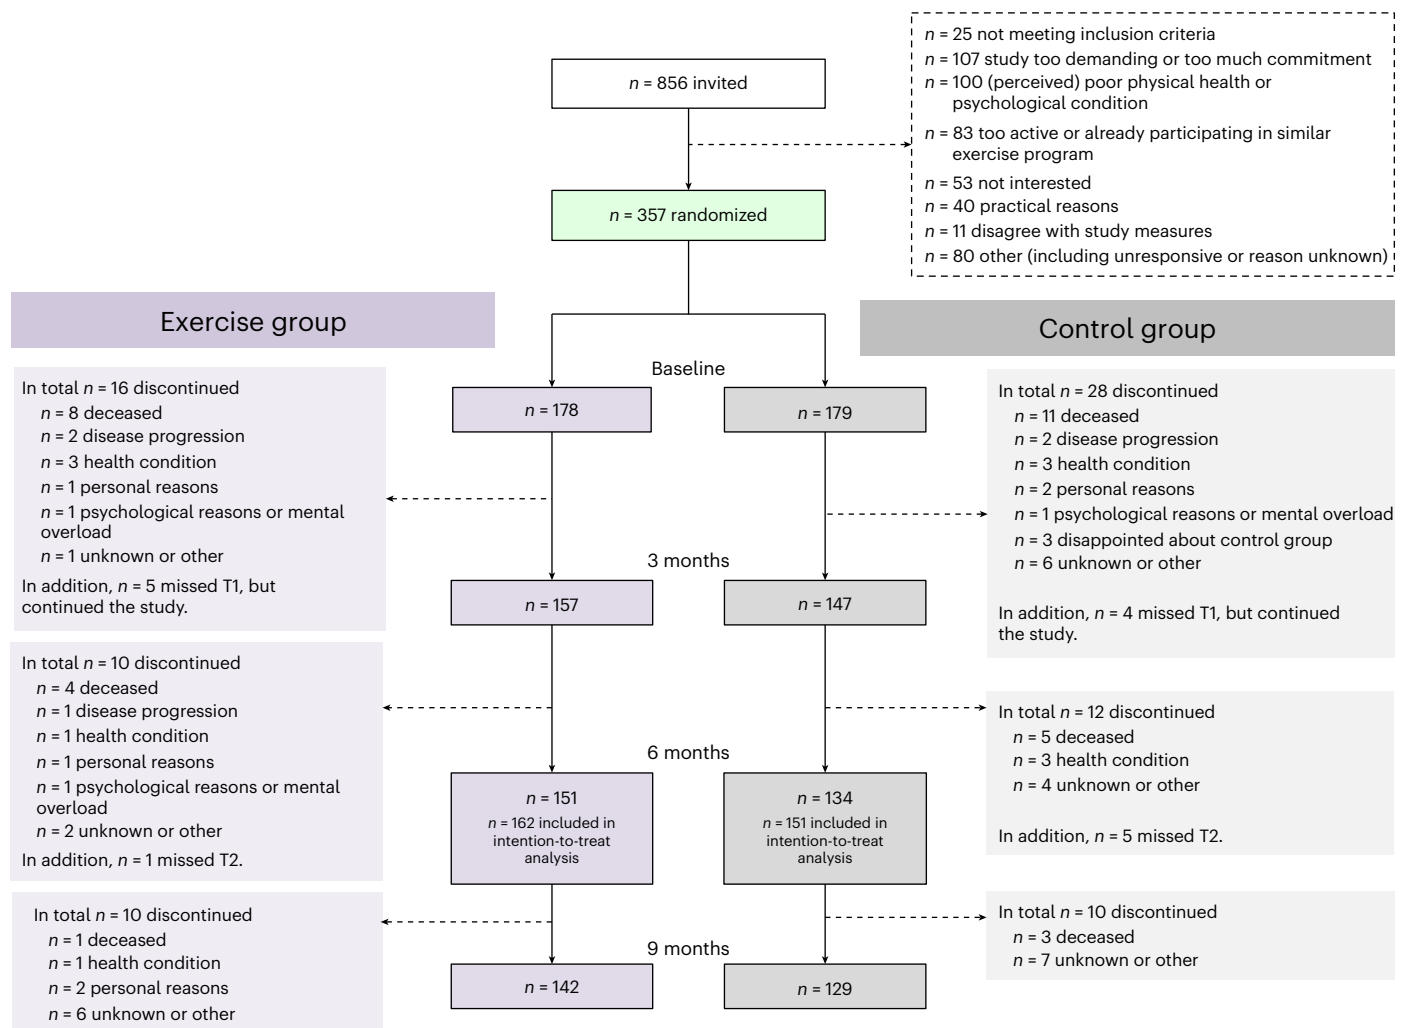 n = 856 invited
n = 25 not meeting inclusion criteria
n = 107 study too demanding or too much commitment
n = 100 (perceived) poor physical health or
psychological condition
n = 83 too active or already participating in similar
exercise program
n = 53 not interested
n = 40 practical reasons
n = 11 disagree with study measures
n = 80 other (including unresponsive or reason unknown)
n = 357 randomized
Exercise group
Control group
Baseline
n = 178
n = 179
In total n = 16 discontinued
n = 8 deceased
n = 2 disease progression
n = 3 health condition
n = 1 personal reasons
n = 1 psychological reasons or mental
overload
n = 1 unknown or other
In addition, n = 5 missed T1, but
continued the study.
In total n = 28 discontinued
n = 11 deceased
n = 2 disease progression
n = 3 health condition
n = 2 personal reasons
n = 1 psychological reasons or mental overload
n = 3 disappointed about control group
n = 6 unknown or other
In addition, n = 4 missed T1, but continued
the study.
3 months
n = 157
n = 147
In total n = 10 discontinued
n = 4 deceased
n = 1 disease progression
n = 1 health condition
n = 1 personal reasons
n = 1 psychological reasons or mental
overload
n = 2 unknown or other
In addition, n = 1 missed T2.
In total n = 12 discontinued
n = 5 deceased
n = 3 health condition
n = 4 unknown or other
In addition, n = 5 missed T2.
6 months
n = 151
n = 162 included in
intention-to-treat
analysis
n = 134
n = 151 included in
intention-to-treat
analysis
In total n = 10 discontinued
n = 1 deceased
n = 1 health condition
n = 2 personal reasons
n = 6 unknown or other
In total n = 10 discontinued
n = 3 deceased
n = 7 unknown or other
9 months
n = 142
n = 129